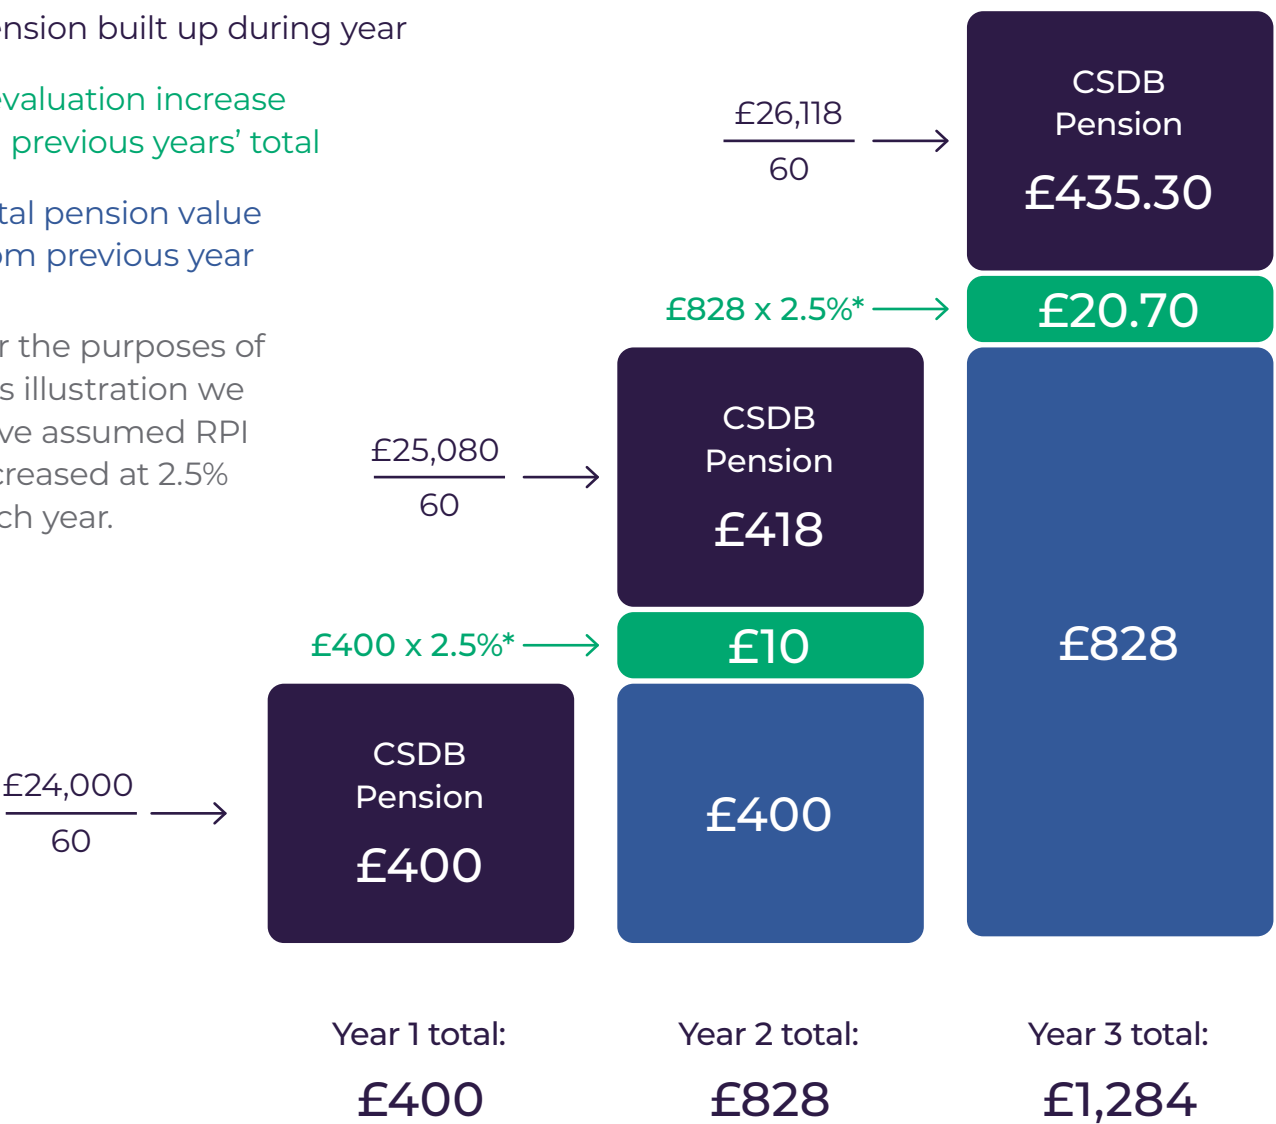 ension built up during year
evaluation increase
previous years’ total
tal pension value
om previous year
r the purposes of
s illustration we
ve assumed RPI
creased at 2.5%
ch year.
£26,118
60
CSDB
Pension
£435.30
£828 x 2.5%*
£20.70
£25,080
60
CSDB
Pension
£418
£828
£400 x 2.5%*
£10
£24,000
60
CSDB
Pension
£400
£400
Year 1 total:
£400
Year 2 total:
£828
Year 3 total:
£1,284